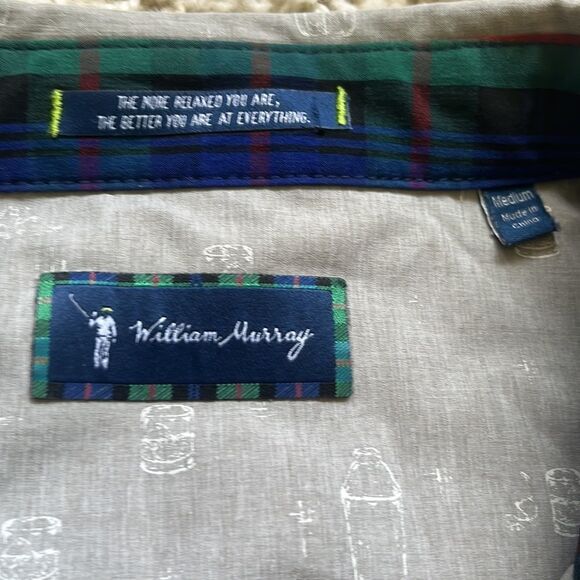 THE MORE RELAXED YOU ARE,
THE BETTER YOU ARE AT EVERYTHING.
Medium
Made in
China
William Murray